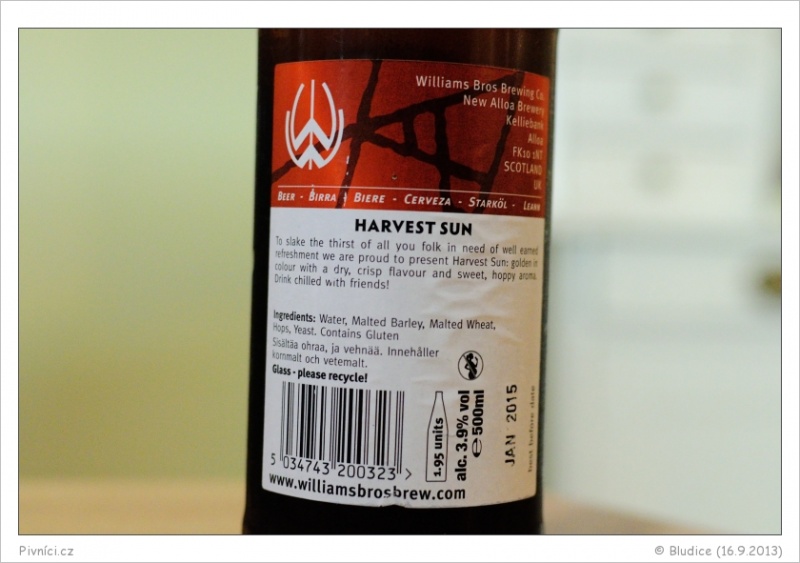 Williams Bros Brewing Co.
New Alloa Brewery
Kelliebank
Alloa
FK10 1NT
SCOTLAND
UK
BEER - BIRRA - BIERE - CERVEZA - STARKÖL - LEANN
HARVEST SUN
To slake the thirst of all you folk in need of well earned
refreshment we are proud to present Harvest Sun: golden in
colour with a dry, crisp flavour and sweet, hoppy aroma.
Drink chilled with friends!
Ingredients: Water, Malted Barley, Malted Wheat,
Hops, Yeast. Contains Gluten
Sisältäa ohraa, ja vehnää. Innehåller
kornmalt och vetemalt.
Glass - please recycle!
5 034743 200323 >
www.williamsbrosbrew.com
1.95 units
alc. 3.9% vol
e 500ml
JAN 2015
best before date
Pivníci.cz
© Bludice (16.9.2013)